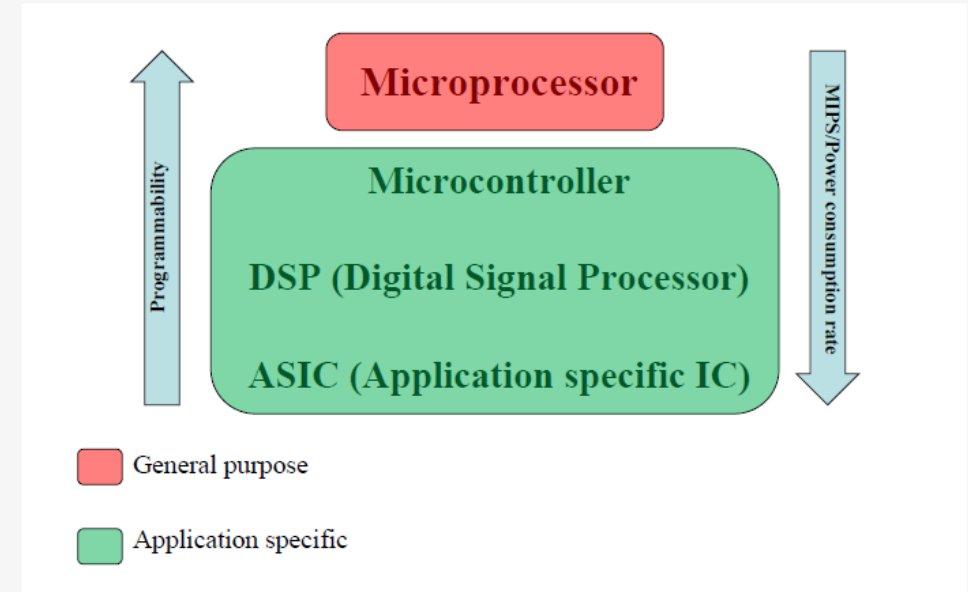 Microprocessor
Programmability
MIPS/Power consumption rate
Microcontroller
DSP (Digital Signal Processor)
ASIC (Application specific IC)
General purpose
Application specific